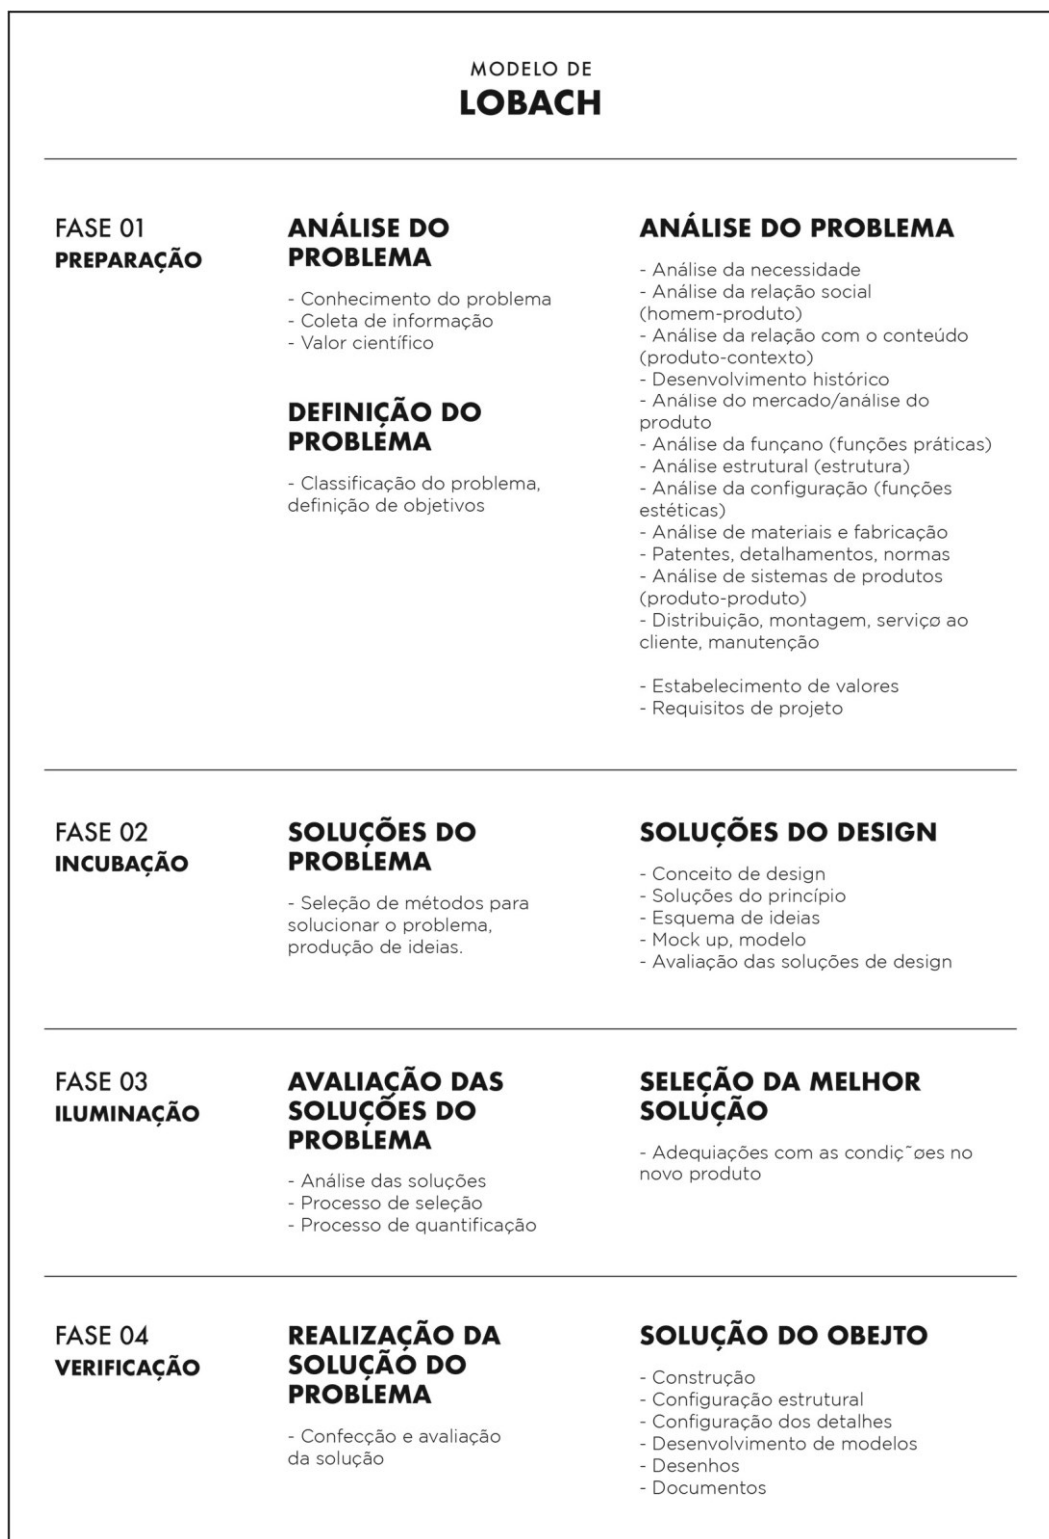 MODELO DE
LOBACH
FASE 01
PREPARAÇÃO
ANÁLISE DO
PROBLEMA
- Conhecimento do problema
- Coleta de informação
- Valor científico
DEFINIÇÃO DO
PROBLEMA
- Classificação do problema,
definição de objetivos
ANÁLISE DO PROBLEMA
- Análise da necessidade
- Análise da relação social
(homem-produto)
- Análise da relação com o conteúdo
(produto-contexto)
- Desenvolvimento histórico
- Análise do mercado/análise do
produto
- Análise da funçano (funções práticas)
- Análise estrutural (estrutura)
- Análise da configuração (funções
estéticas)
- Análise de materiais e fabricação
- Patentes, detalhamentos, normas
- Análise de sistemas de produtos
(produto-produto)
- Distribuição, montagem, serviçø ao
cliente, manutenção
- Estabelecimento de valores
- Requisitos de projeto
FASE 02
INCUBAÇÃO
SOLUÇÕES DO
PROBLEMA
- Seleção de métodos para
solucionar o problema,
produção de ideias.
SOLUÇÕES DO DESIGN
- Conceito de design
- Soluções do princípio
- Esquema de ideias
- Mock up, modelo
- Avaliação das soluções de design
FASE 03
ILUMINAÇÃO
AVALIAÇÃO DAS
SOLUÇÕES DO
PROBLEMA
- Análise das soluções
- Processo de seleção
- Processo de quantificação
SELEÇÃO DA MELHOR
SOLUÇÃO
- Adequiações com as condiç˜øes no
novo produto
FASE 04
VERIFICAÇÃO
REALIZAÇÃO DA
SOLUÇÃO DO
PROBLEMA
- Confecção e avaliação
da solução
SOLUÇÃO DO OBEJTO
- Construção
- Configuração estrutural
- Configuração dos detalhes
- Desenvolvimento de modelos
- Desenhos
- Documentos